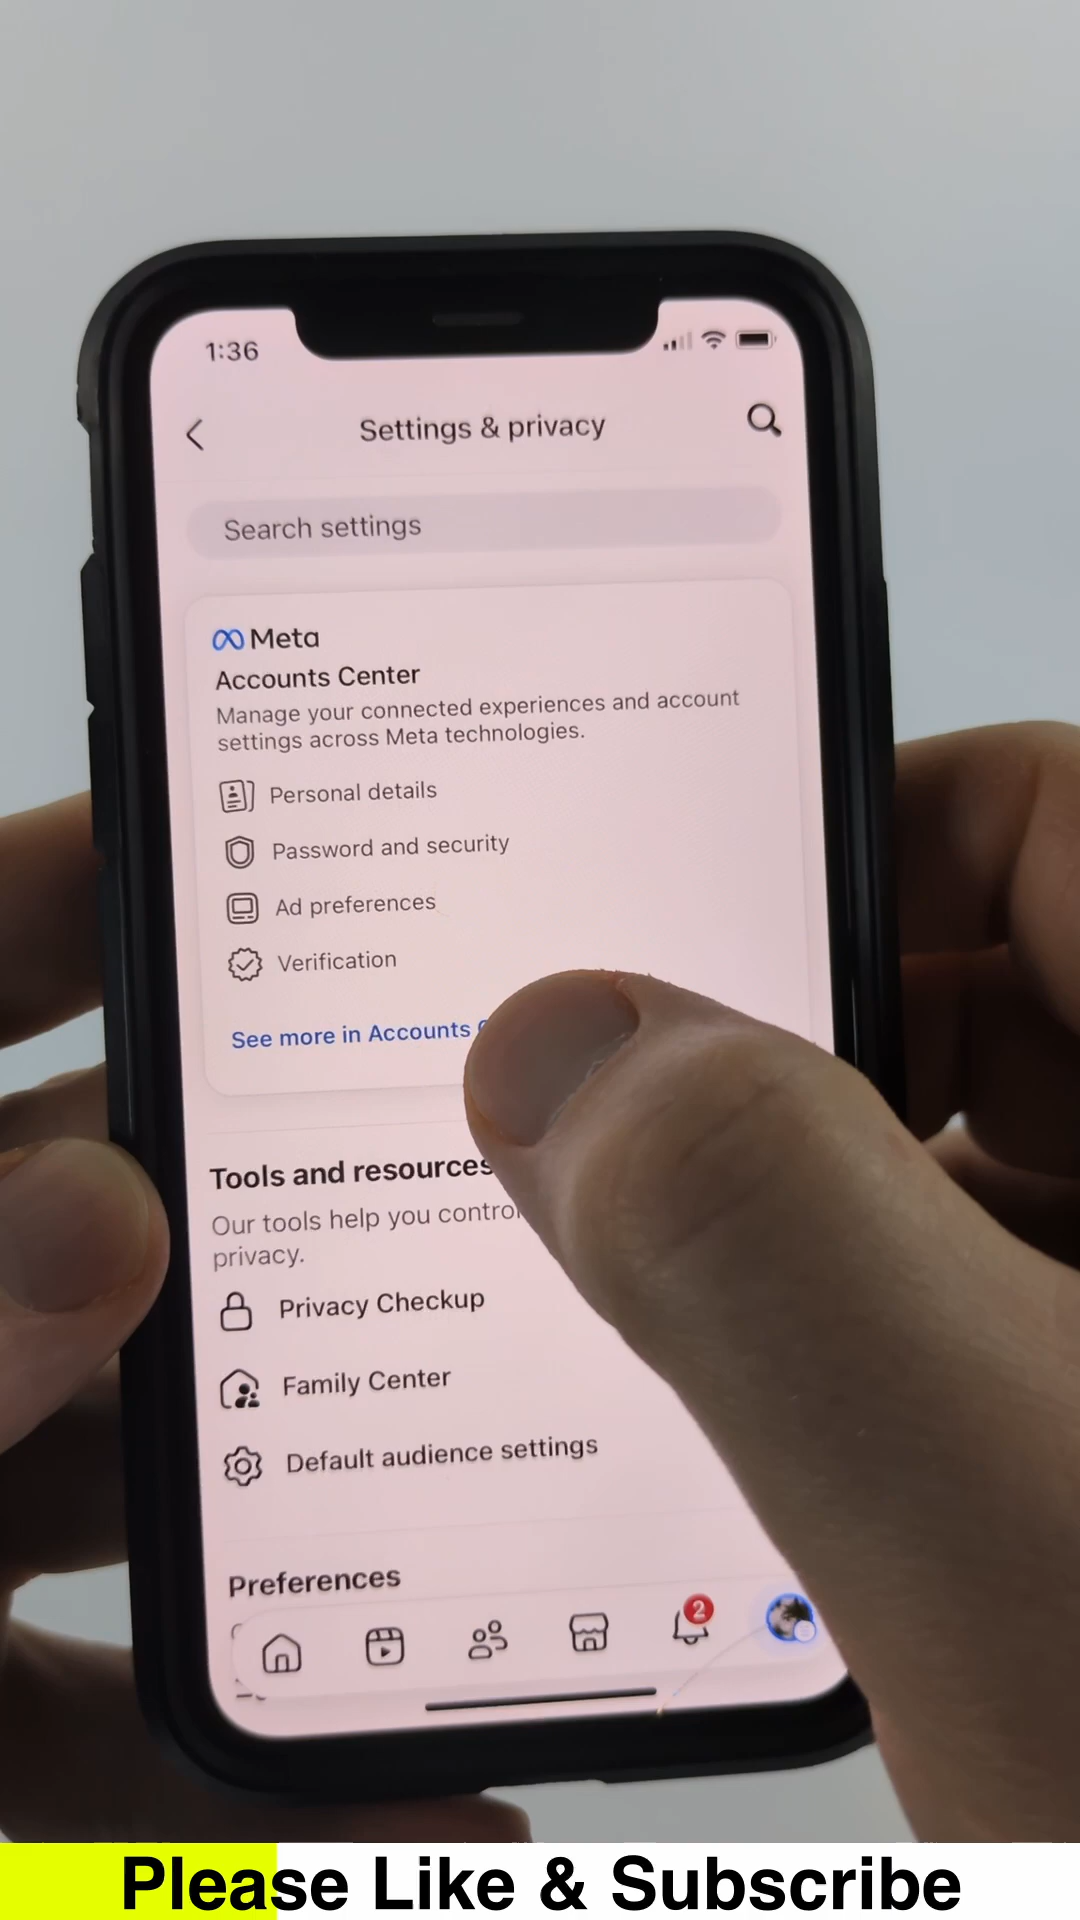 1:36
Settings & privacy
Search settings
Meta
Accounts Center
Manage your connected experiences and account
settings across Meta technologies.
Personal details
Password and security
Ad preferences
Verification
See more in Accounts
Tools and resources
Our tools help you control
privacy.
Privacy Checkup
Family Center
Default audience settings
Preferences
2
Please Like & Subscribe